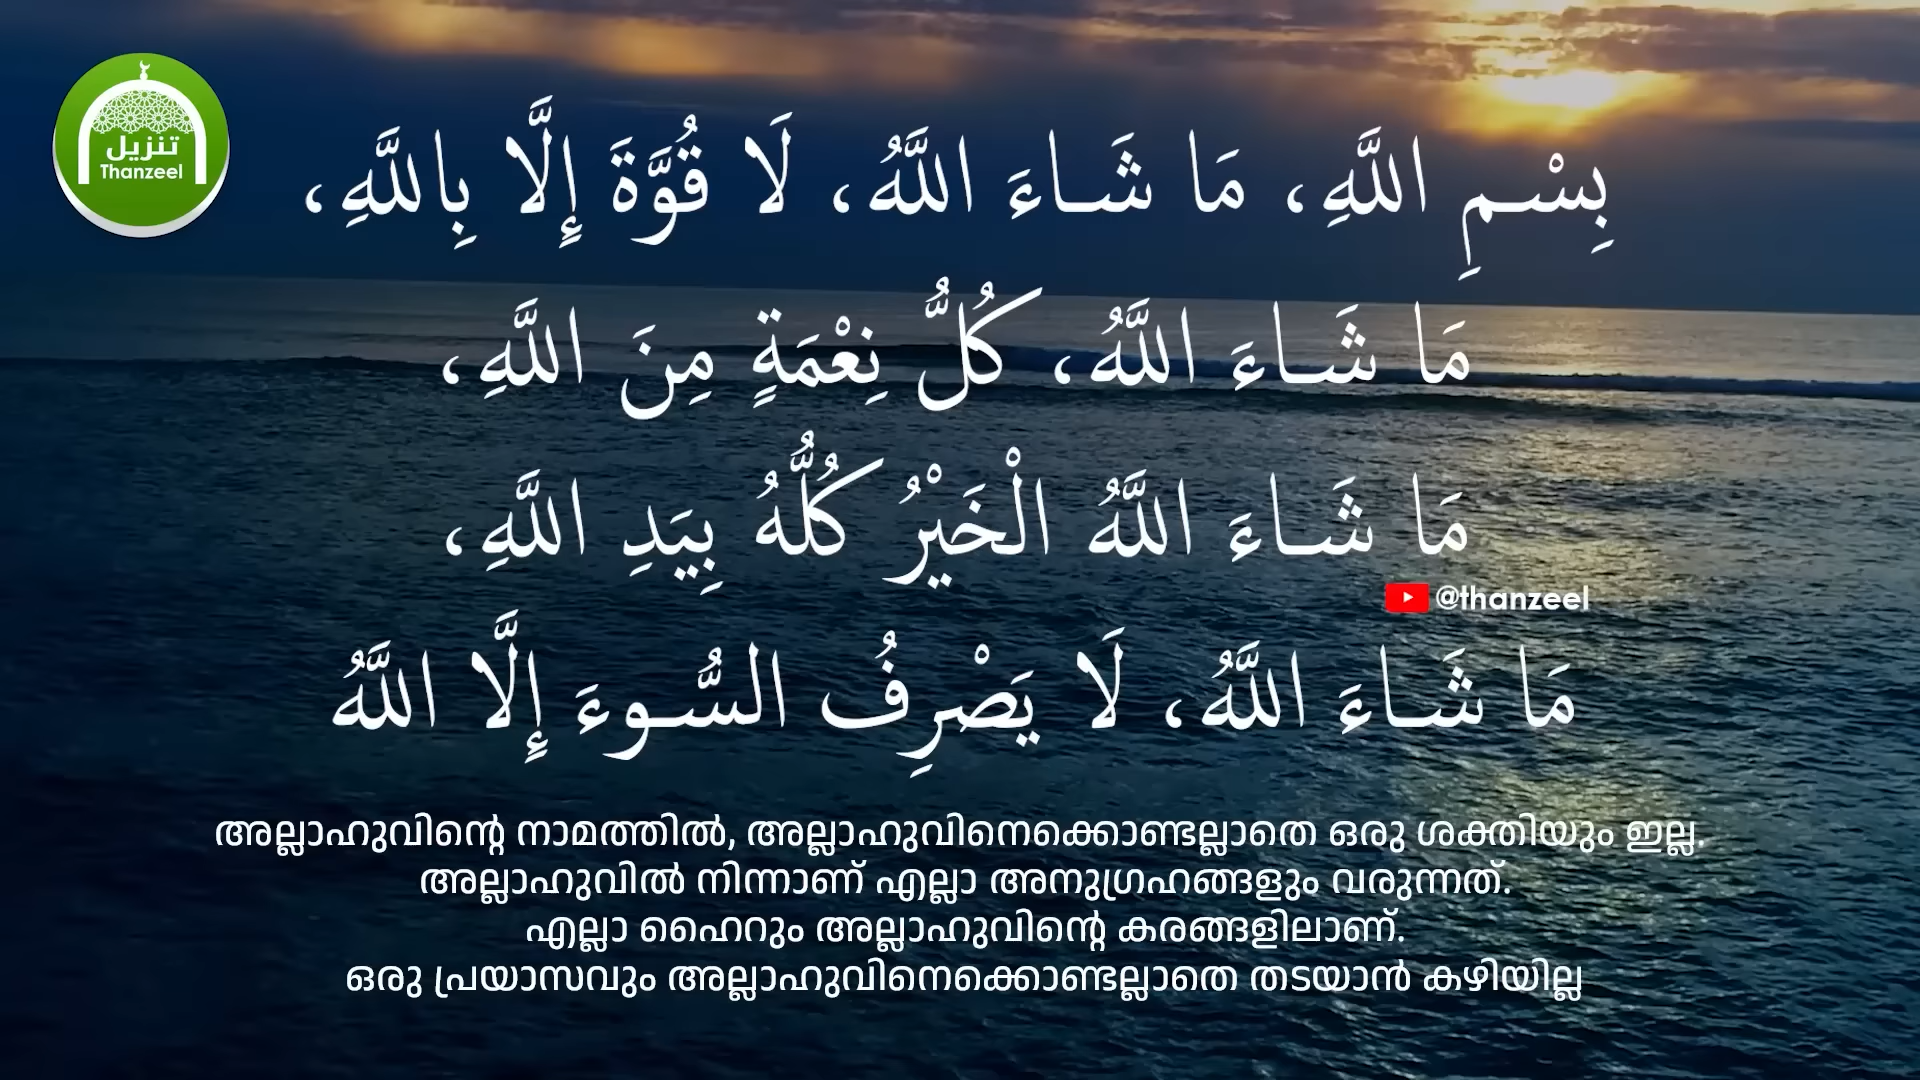 تنزيل
Thanzeel
بِسْمِ اللَّهِ، مَا شَاءَ اللَّهُ، لَا قُوَّةَ إِلَّا بِاللَّهِ،
مَا شَاءَ اللَّهُ، كُلُّ نِعْمَةٍ مِنَ اللَّهِ،
مَا شَاءَ اللَّهُ الْخَيْرُ كُلُّهُ بِيَدِ اللَّهِ،
@thanzeel
مَا شَاءَ اللَّهُ، لَا يَصْرِفُ السُّوءَ إِلَّا اللَّهُ
അല്ലാഹുവിന്റെ നാമത്തിൽ, അല്ലാഹുവിനെക്കൊണ്ടല്ലാതെ ഒരു ശക്തിയും ഇല്ല.
അല്ലാഹുവിൽ നിന്നാണ് എല്ലാ അനുഗ്രഹങ്ങളും വരുന്നത്.
എല്ലാ ഹൈറും അല്ലാഹുവിന്റെ കരങ്ങളിലാണ്.
ഒരു പ്രയാസവും അല്ലാഹുവിനെക്കൊണ്ടല്ലാതെ തടയാൻ കഴിയില്ല